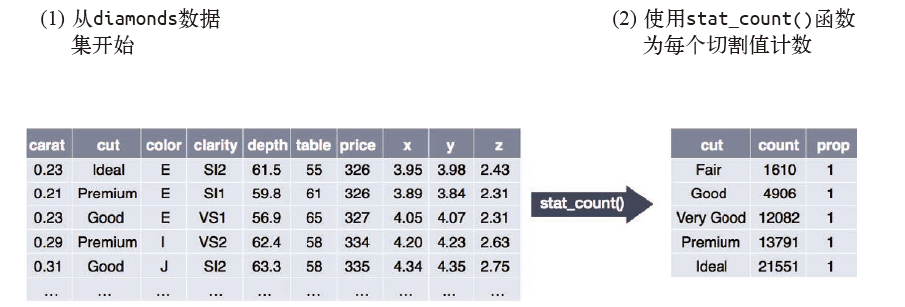 (1) 从diamonds数据
集开始
(2) 使用stat_count()函数
为每个切割值计数
carat cut color clarity depth table price x y z
0.23 Ideal E SI2 61.5 55 326 3.95 3.98 2.43
0.21 Premium E SI1 59.8 61 326 3.89 3.84 2.31
0.23 Good E VS1 56.9 65 327 4.05 4.07 2.31
0.29 Premium I VS2 62.4 58 334 4.20 4.23 2.63
0.31 Good J SI2 63.3 58 335 4.34 4.35 2.75
... ... ... ... ... ... ... ... ... ...
stat_count()
cut count prop
Fair 1610 1
Good 4906 1
Very Good 12082 1
Premium 13791 1
Ideal 21551 1